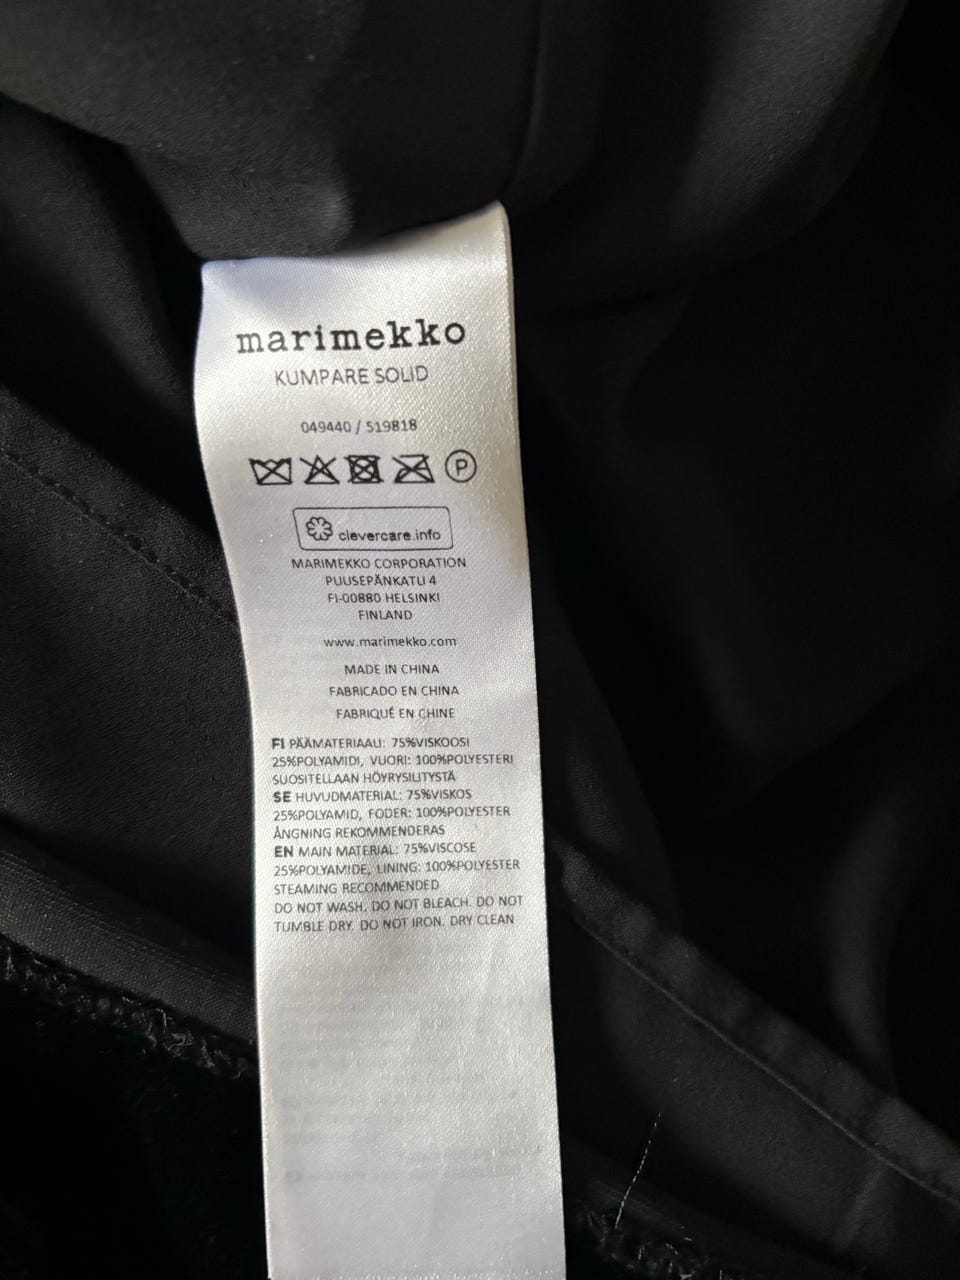 marimekko
KUMPARE SOLID
049440 / 519818
P
clevercare.info
MARIMEKKO CORPORATION
PUUSEPÄNKATU 4
FI-00880 HELSINKI
FINLAND
www.marimekko.com
MADE IN CHINA
FABRICADO EN CHINA
FABRIQUÉ EN CHINE
FI PÄÄMATERIAALI: 75%VISKOOSI
25%POLYAMIDI, VUORI: 100%POLYESTERI
SUOSITELLAAN HÖYRYSILITYSTÄ
SE HUVUDMATERIAL: 75%VISKOS
25%POLYAMID, FODER: 100%POLYESTER
ÅNGNING REKOMMENDERAS
EN MAIN MATERIAL: 75%VISCOSE
25%POLYAMIDE, LINING: 100%POLYESTER
STEAMING RECOMMENDED
DO NOT WASH. DO NOT BLEACH. DO NOT
TUMBLE DRY. DO NOT IRON. DRY CLEAN